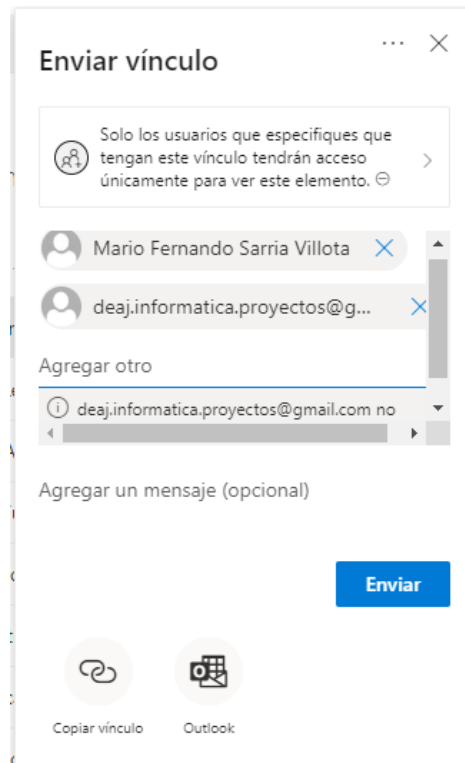 Enviar vínculo
Solo los usuarios que especifiques que
tengan este vínculo tendrán acceso
únicamente para ver este elemento.
Mario Fernando Sarria Villota
deaj.informatica.proyectos@g...
Agregar otro
deaj.informatica.proyectos@gmail.com no
Agregar un mensaje (opcional)
Enviar
Copiar vínculo
Outlook